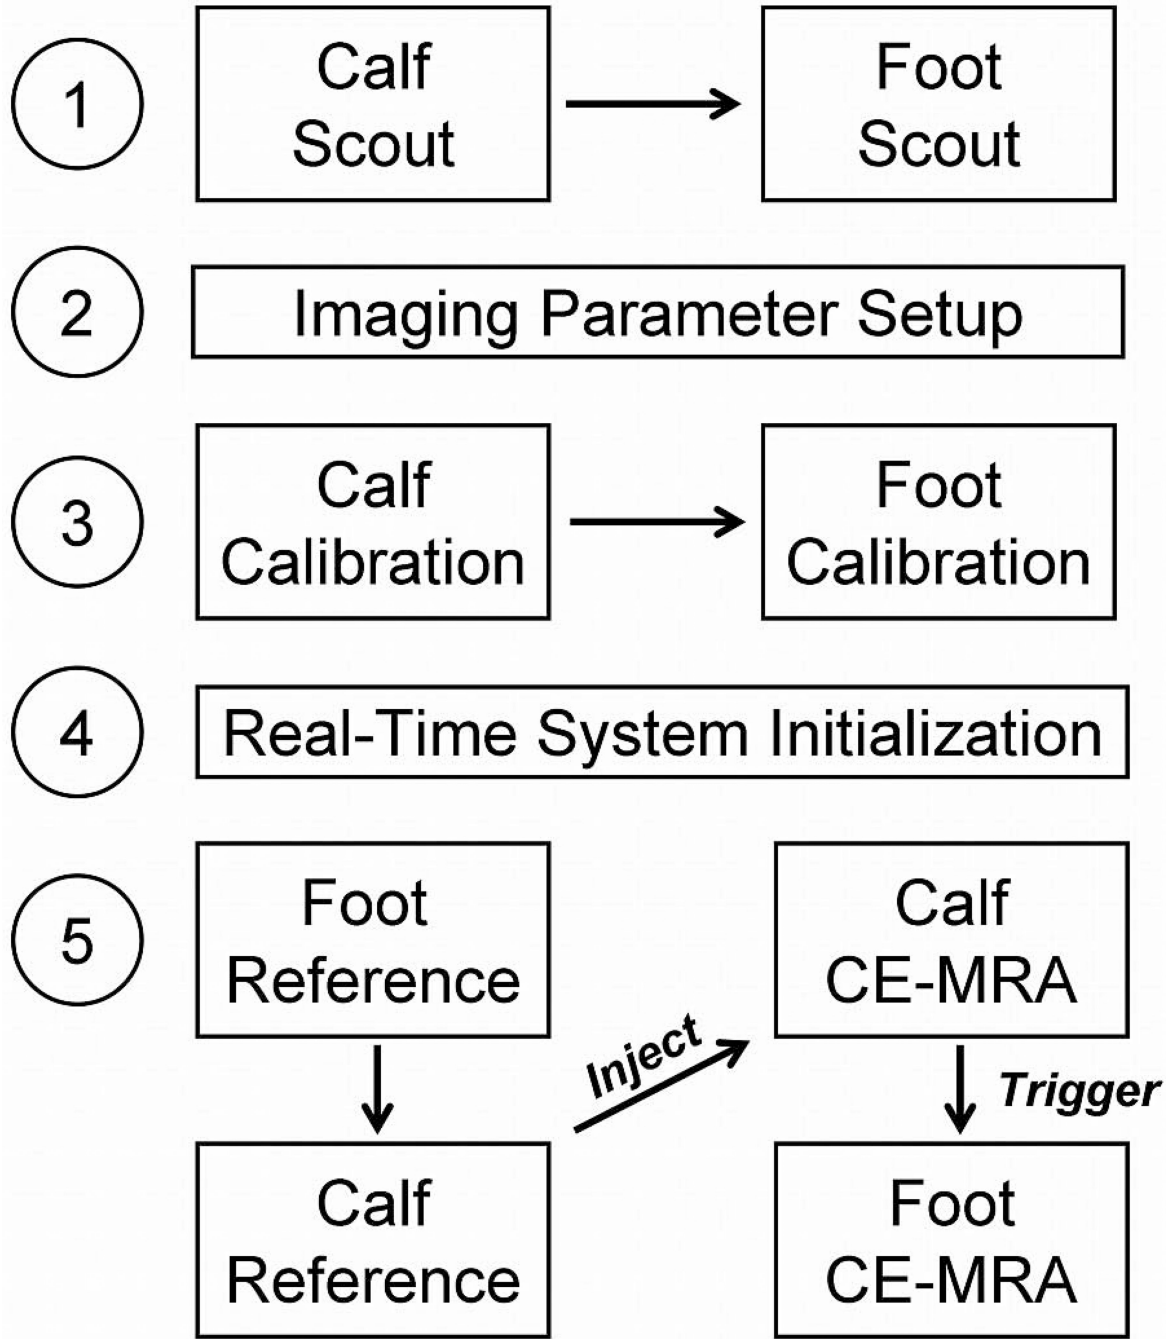 1
Calf
Scout
Foot
Scout
2
Imaging Parameter Setup
3
Calf
Calibration
Foot
Calibration
4
Real-Time System Initialization
5
Foot
Reference
Calf
CE-MRA
Inject
Trigger
Calf
Reference
Foot
CE-MRA